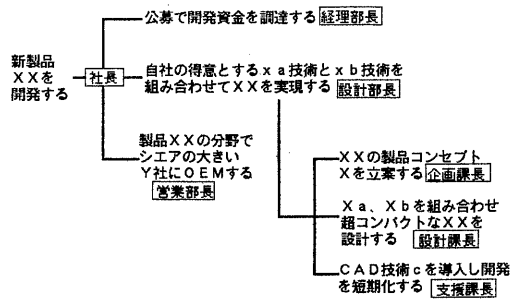 公募で開発資金を調達する 経理部長
新製品
ＸＸを
開発する
社長
自社の得意とするｘａ技術とｘｂ技術を
組み合わせてＸＸを実現する 設計部長
製品ＸＸの分野で
シエアの大きい
Ｙ社にＯＥＭする
営業部長
ＸＸの製品コンセプト
Ｘを立案する 企画課長
Ｘａ、Ｘｂを組み合わせ
超コンパクトなＸＸを
設計する 設計課長
ＣＡＤ技術ｃを導入し開発
を短期化する 支援課長